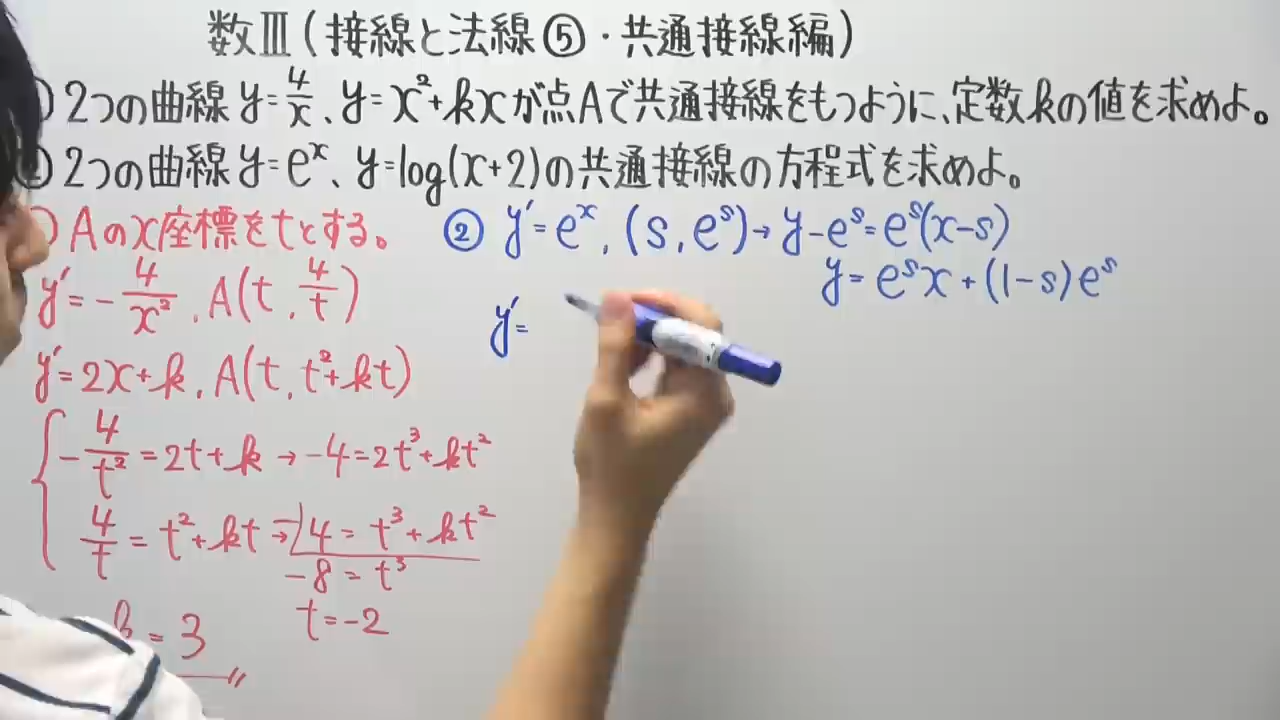 数Ⅲ(接線と法線⑤・共通接線編)
2つの曲線y=4/x、y=x²+kxが点Aで共通接線をもつように、定数kの値を求めよ。
2つの曲線y=eˣ、y=log(x+2)の共通接線の方程式を求めよ。
Aのx座標をtとする。
y'=-4/x², A(t, 4/t)
y'=2x+k, A(t, t²+kt)
-4/t²=2t+k→-4=2t³+kt²
4/t=t²+kt→-)4=t³+kt²
-8=t³
t=-2
=3
② y'=eˣ, (s, eˢ)→y-eˢ=eˢ(x-s)
y=eˢx+(1-s)eˢ
y'=